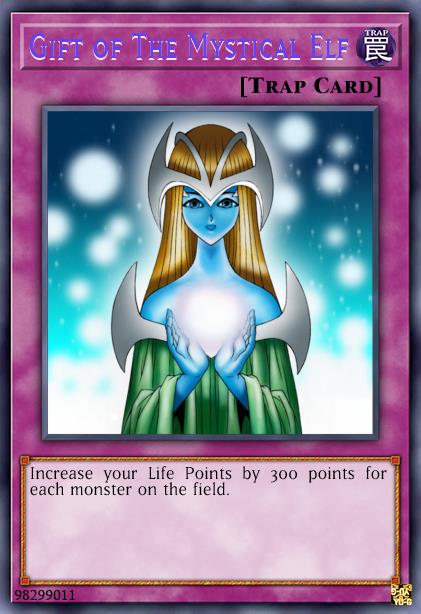 Gift of The Mystical Elf
TRAP
罠
[Trap Card]
Increase your Life Points by 300 points for
each monster on the field.
98299011